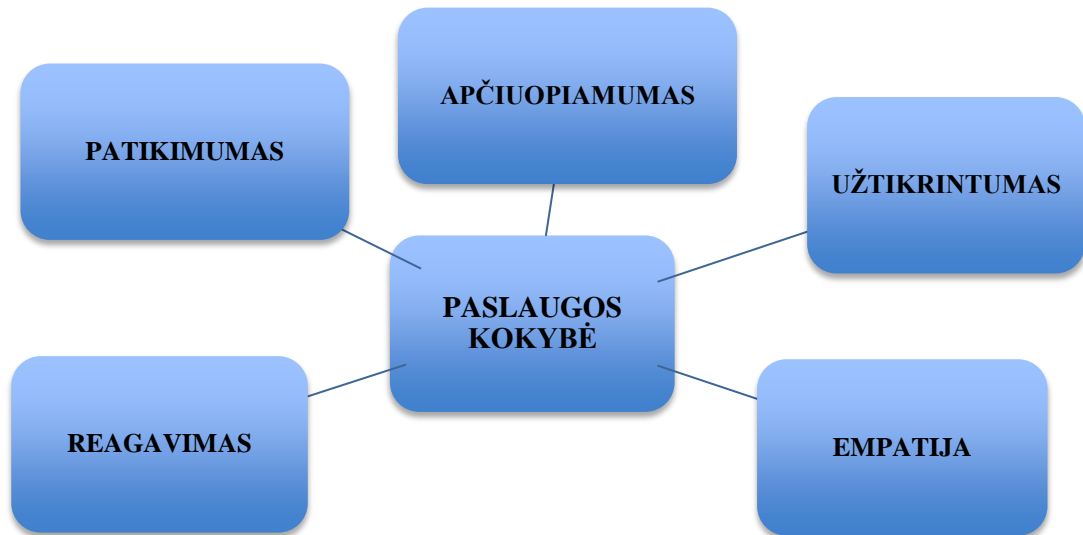 APČIUOPIAMUMAS
PATIKIMUMAS
UŽTIKRINTUMAS
PASLAUGOS
KOKYBĖ
REAGAVIMAS
EMPATIJA